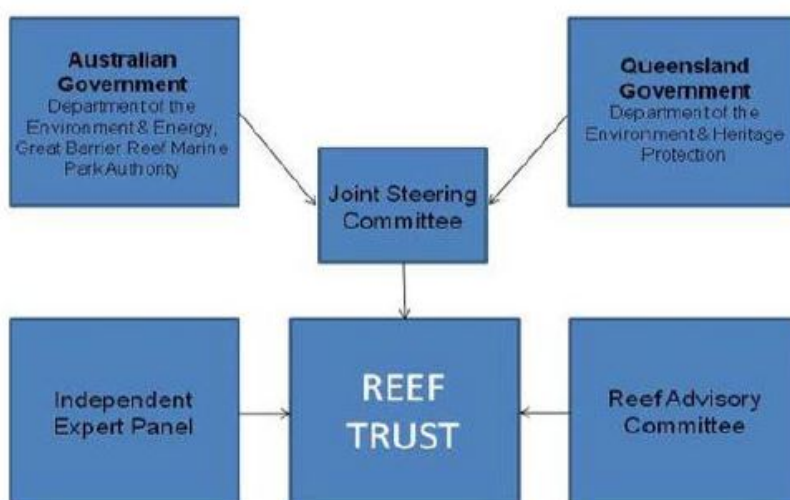 Australian
Government
Department of the
Environment & Energy,
Great Barrier Reef Marine
Park Authority
Queensland
Government
Department of the
Environment & Heritage
Protection
Joint Steering
Committee
Independent
Expert Panel
REEF
TRUST
Reef Advisory
Committee